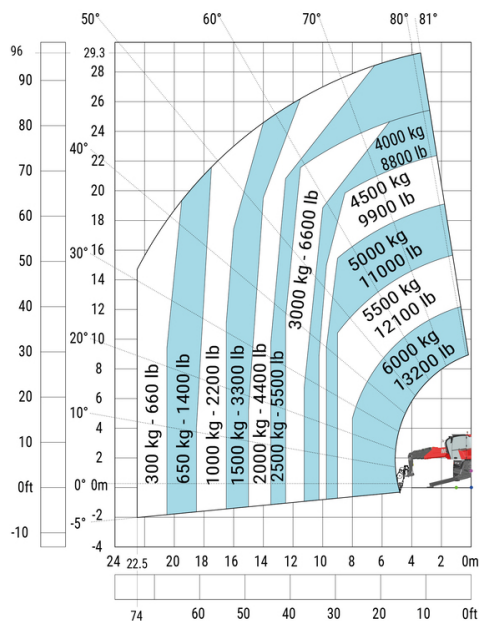 50° 60° 70° 80° 81°
96 29.3
90 28
26
80 24
4000 kg
8800 lb
40°
70 22
4500 kg
9900 lb
20
60 18
5000 kg
11000 lb
30° 16
50 14
5500 kg
12100 lb
40 12
20° 10
30 8
6000 kg
13200 lb
20 6
10° 4
10 2
0ft 0° 0m
-5° -2
-10 -4
300 kg - 660 lb
650 kg - 1400 lb
1000 kg - 2200 lb
1500 kg - 3300 lb
2000 kg - 4400 lb
2500 kg - 5500 lb
3000 kg - 6600 lb
24 22.5 20 18 16 14 12 10 8 6 4 2 0m
74 60 50 40 30 20 10 0ft